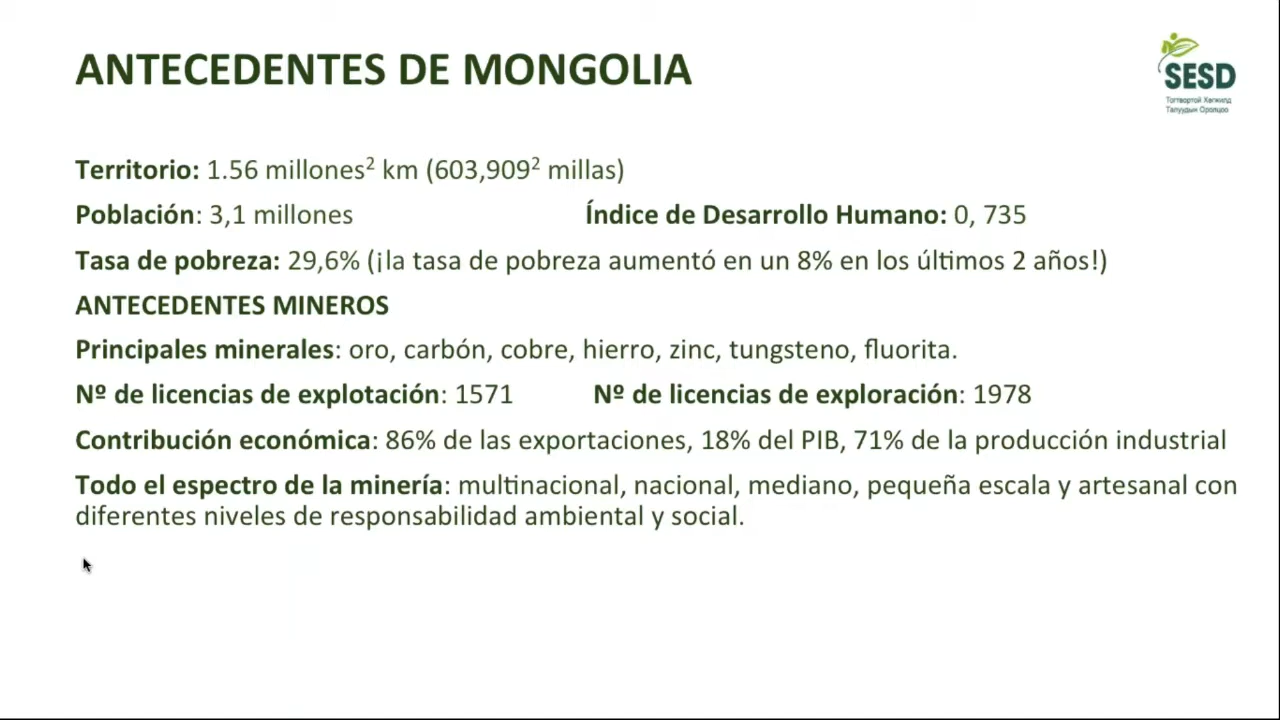 ANTECEDENTES DE MONGOLIA
SESD
Тогтвортой Хөгжилд
Талуудын Оролцоо
Territorio: 1.56 millones² km (603,909² millas)
Población: 3,1 millones Índice de Desarrollo Humano: 0, 735
Tasa de pobreza: 29,6% (¡la tasa de pobreza aumentó en un 8% en los últimos 2 años!)
ANTECEDENTES MINEROS
Principales minerales: oro, carbón, cobre, hierro, zinc, tungsteno, fluorita.
Nº de licencias de explotación: 1571 Nº de licencias de exploración: 1978
Contribución económica: 86% de las exportaciones, 18% del PIB, 71% de la producción industrial
Todo el espectro de la minería: multinacional, nacional, mediano, pequeña escala y artesanal con
diferentes niveles de responsabilidad ambiental y social.